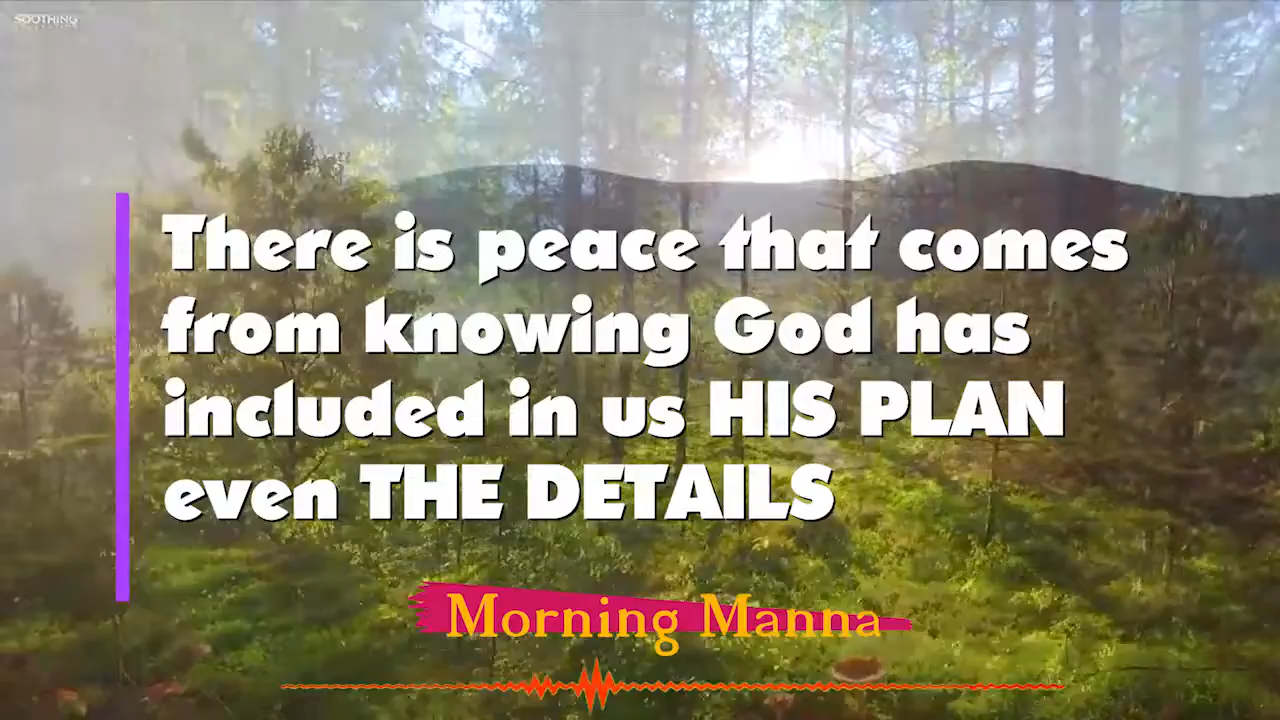 SOOTHING
There is peace that comes
from knowing God has
included in us HIS PLAN
even THE DETAILS
Morning Manna